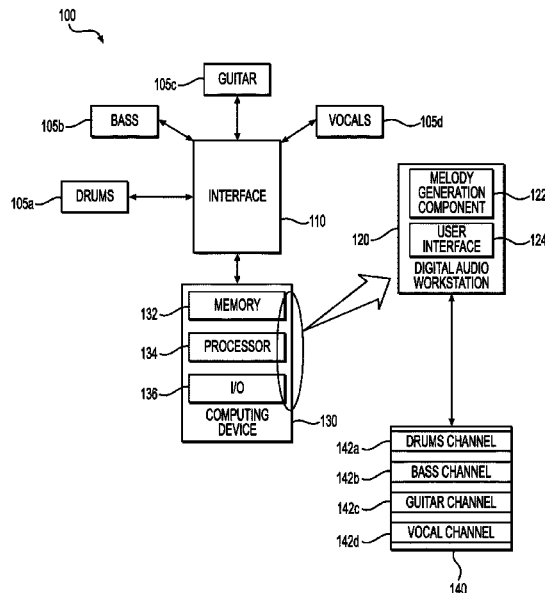 100
GUITAR
105c
BASS
105b
VOCALS
105d
INTERFACE
110
DRUMS
105a
MELODY
GENERATION
COMPONENT
122
USER
INTERFACE
124
120
DIGITAL AUDIO
WORKSTATION
MEMORY
132
PROCESSOR
134
I/O
136
COMPUTING
DEVICE
130
DRUMS CHANNEL
142a
BASS CHANNEL
142b
GUITAR CHANNEL
142c
VOCAL CHANNEL
142d
140